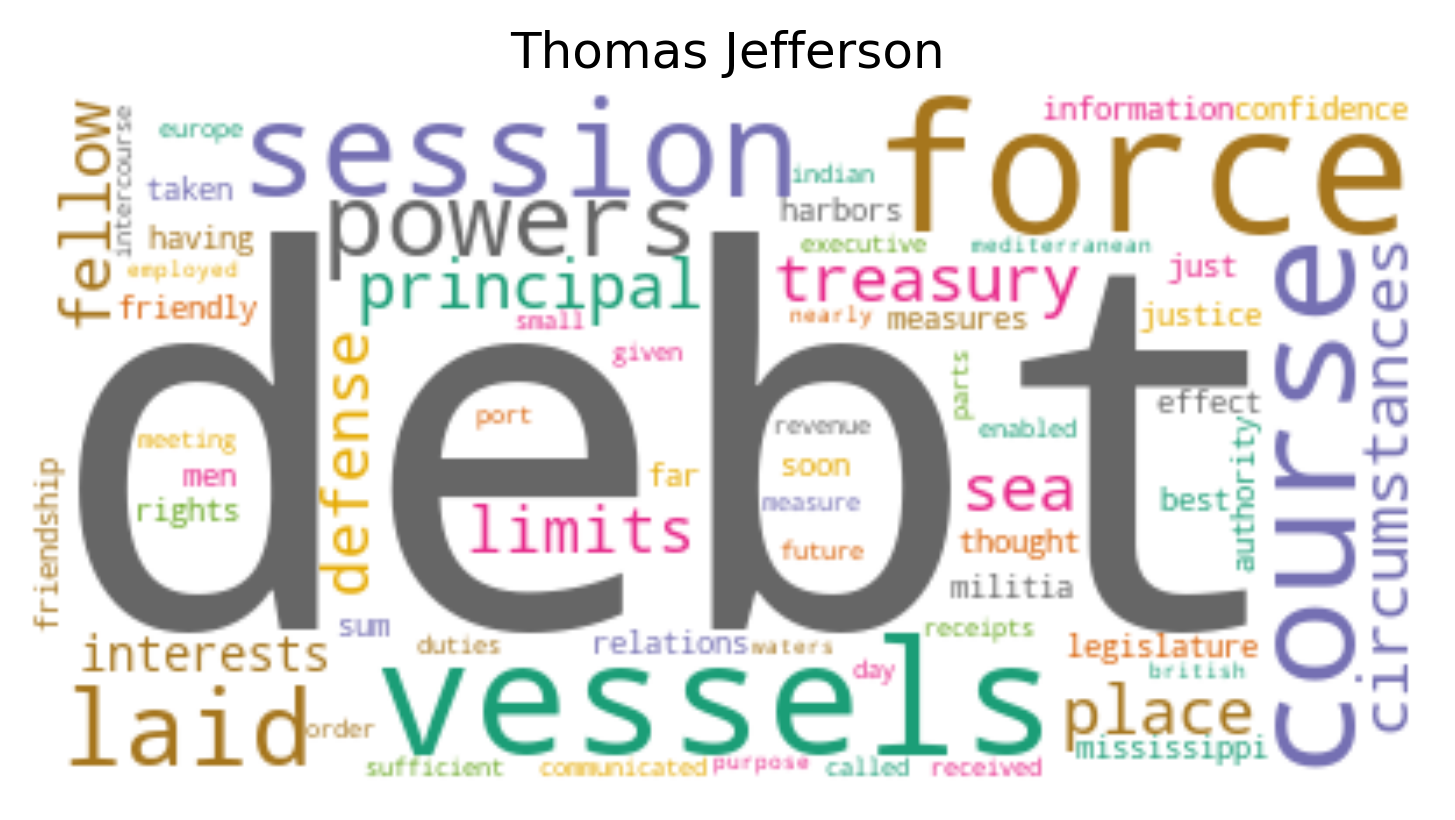 Thomas Jefferson
information confidence
europe
session
force
fellow
intercourse
taken
indian
powers
harbors
having
executive
mediterranean
employed
principal
treasury
just
friendly
small
nearly
measures
justice
course
circumstances
debt
given
defense
parts
effect
port
revenue
enabled
meeting
men
far
soon
sea
best
authority
rights
limits
measure
friendship
future
thought
militia
sum
duties
relations
waters
receipts
legislature
interests
day
british
laid
order
vessels
place
mississippi
sufficient
communicated
purpose
called
received